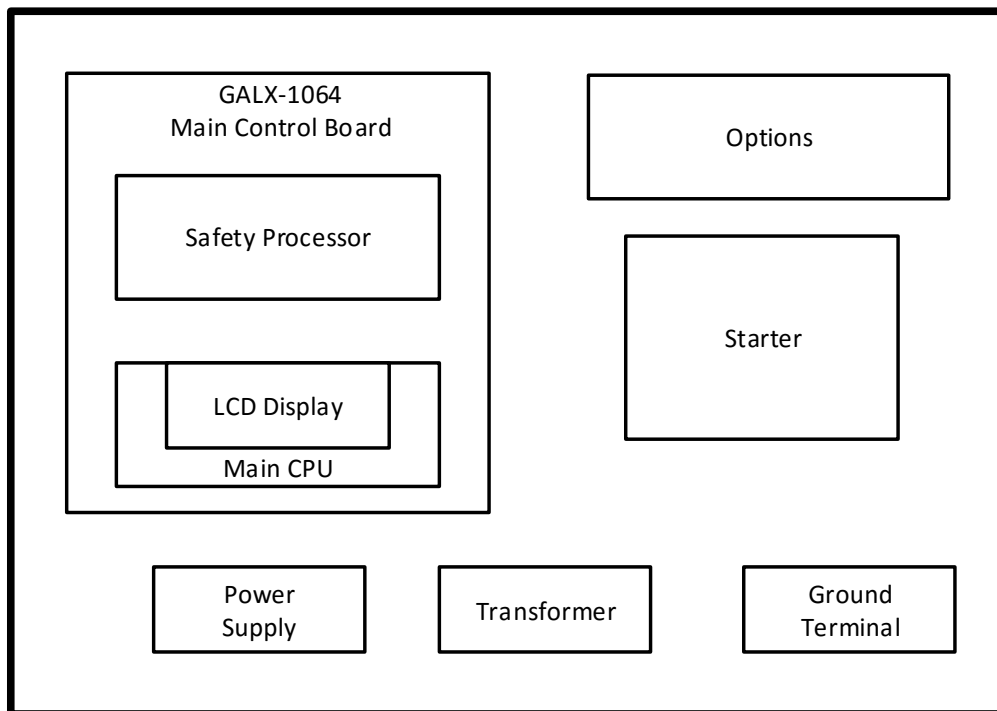 GALX-1064
Main Control Board
Options
Safety Processor
Starter
LCD Display
Main CPU
Power
Supply
Transformer
Ground
Terminal